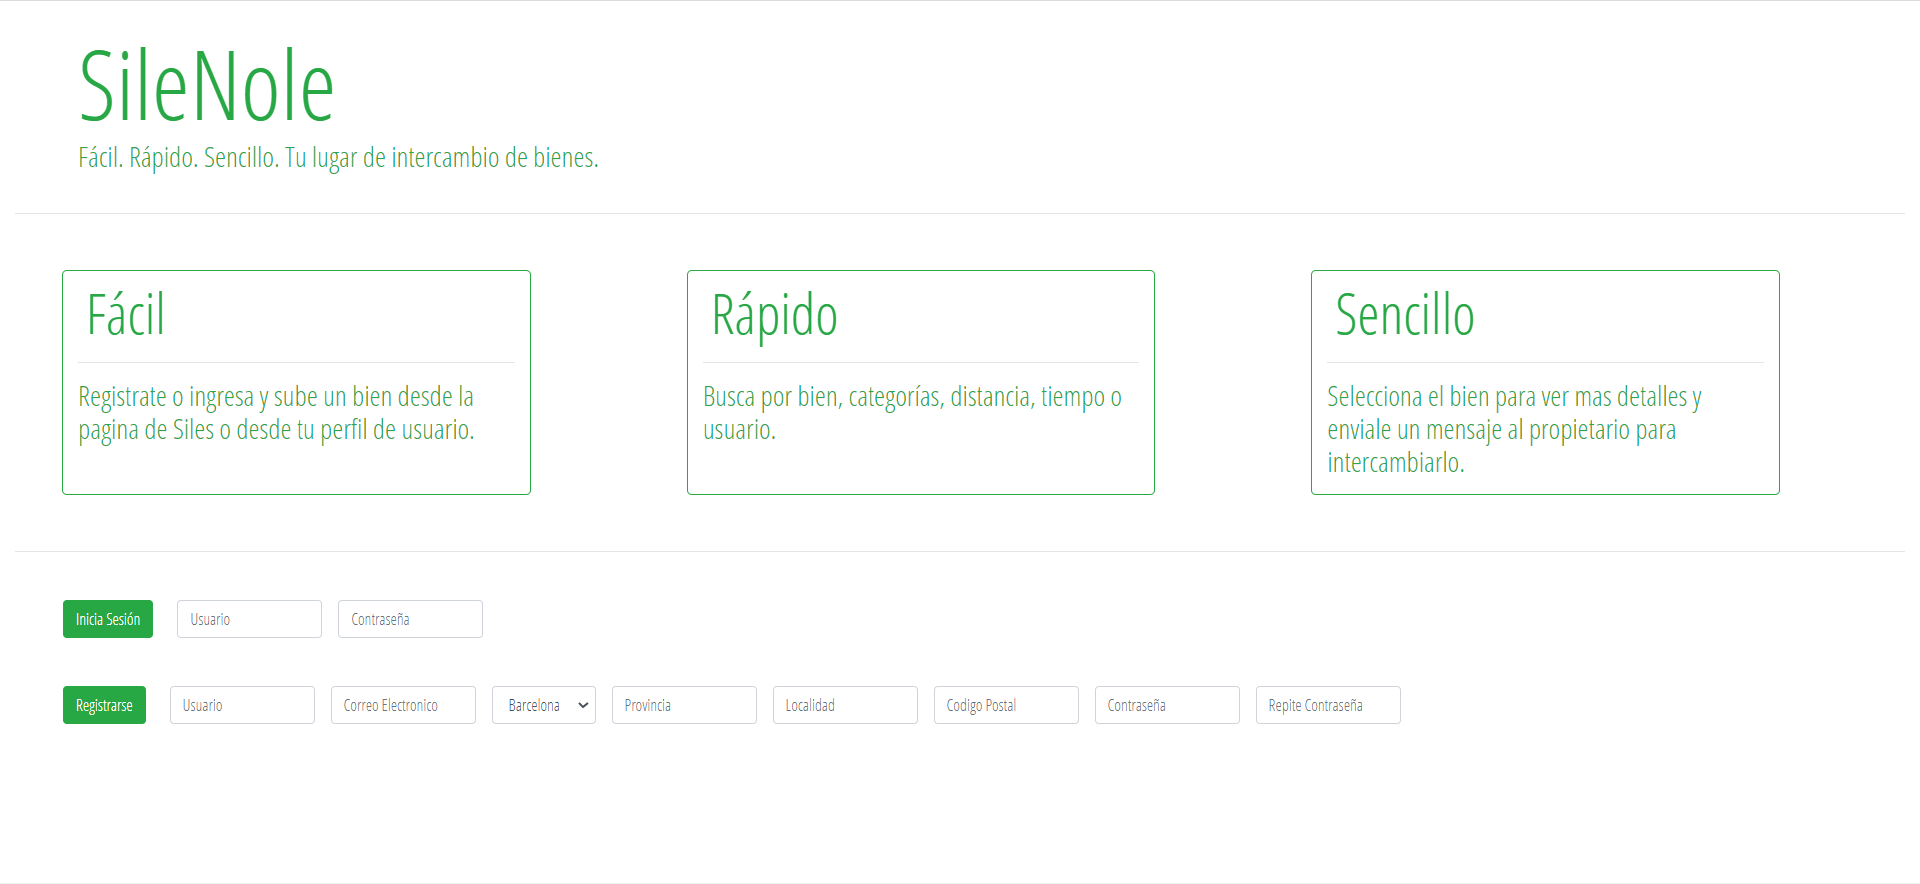 SileNole
Fácil. Rápido. Sencillo. Tu lugar de intercambio de bienes.
Fácil
Registrate o ingresa y sube un bien desde la
pagina de Siles o desde tu perfil de usuario.
Rápido
Busca por bien, categorías, distancia, tiempo o
usuario.
Sencillo
Selecciona el bien para ver mas detalles y
enviale un mensaje al propietario para
intercambiarlo.
Inicia Sesión Usuario Contraseña
Registrarse Usuario Correo Electronico Barcelona Provincia Localidad Codigo Postal Contraseña Repite Contraseña